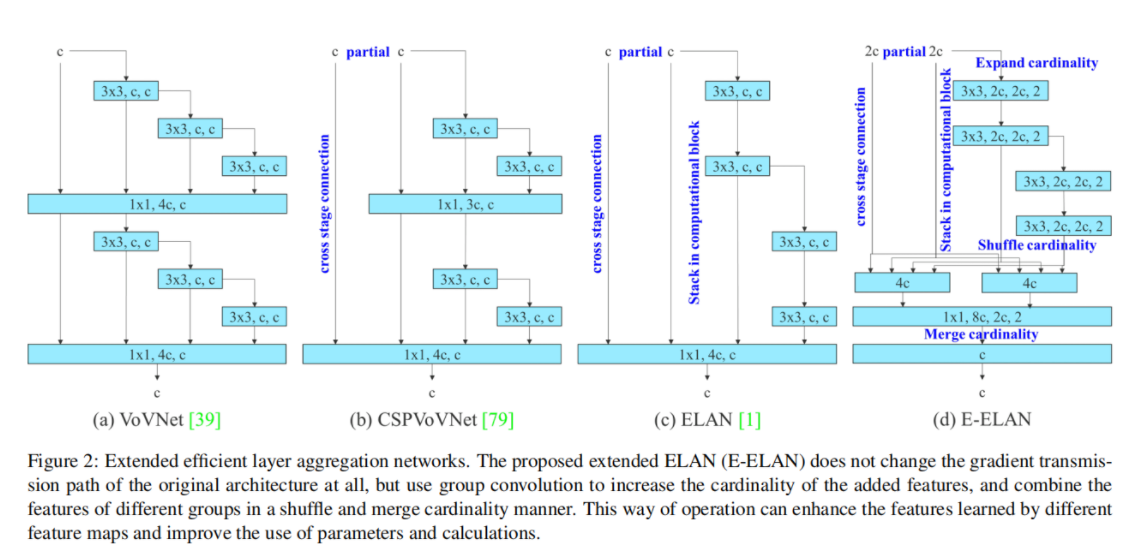 c
3x3, c, c
3x3, c, c
3x3, c, c
1x1, 4c, c
3x3, c, c
3x3, c, c
3x3, c, c
1x1, 4c, c
c
(a) VoVNet [39]
c partial c
cross stage connection
3x3, c, c
3x3, c, c
1x1, 3c, c
3x3, c, c
3x3, c, c
1x1, 4c, c
c
(b) CSPVoVNet [79]
c partial c
cross stage connection
Stack in computational block
3x3, c, c
3x3, c, c
3x3, c, c
3x3, c, c
1x1, 4c, c
c
(c) ELAN [1]
2c partial 2c
cross stage connection
Stack in computational block
Expand cardinality
3x3, 2c, 2c, 2
3x3, 2c, 2c, 2
3x3, 2c, 2c, 2
3x3, 2c, 2c, 2
Shuffle cardinality
4c
4c
1x1, 8c, 2c, 2
Merge cardinality
c
c
(d) E-ELAN
Figure 2: Extended efficient layer aggregation networks. The proposed extended ELAN (E-ELAN) does not change the gradient transmis-
sion path of the original architecture at all, but use group convolution to increase the cardinality of the added features, and combine the
features of different groups in a shuffle and merge cardinality manner. This way of operation can enhance the features learned by different
feature maps and improve the use of parameters and calculations.